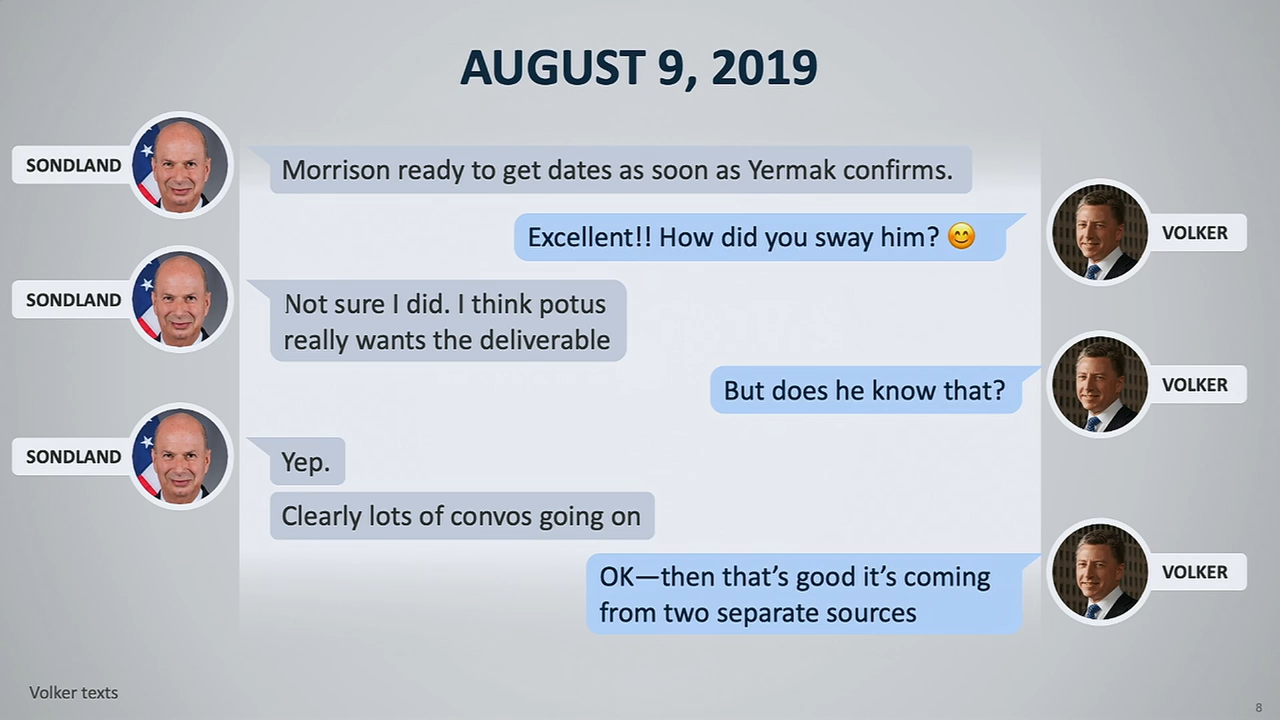 AUGUST 9, 2019
SONDLAND
Morrison ready to get dates as soon as Yermak confirms.
Excellent!! How did you sway him? 😊
VOLKER
SONDLAND
Not sure I did. I think potus
really wants the deliverable
But does he know that?
VOLKER
SONDLAND
Yep.
Clearly lots of convos going on
OK—then that's good it's coming
from two separate sources
VOLKER
Volker texts
8